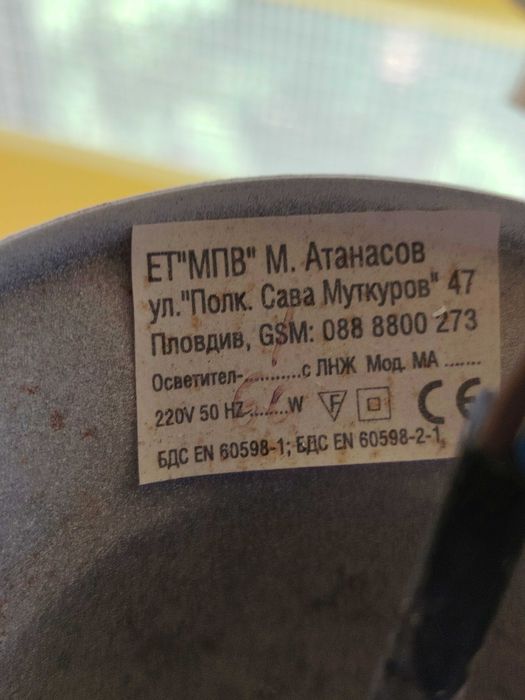 ЕТ"МПВ" М. Атанасов
ул."Полк. Сава Муткуров" 47
Пловдив, GSM: 088 8800 273
Осветител-...........с ЛНЖ Мод. МА .......
220V 50 HZ........W F CE
БДС EN 60598-1; БДС EN 60598-2-1,